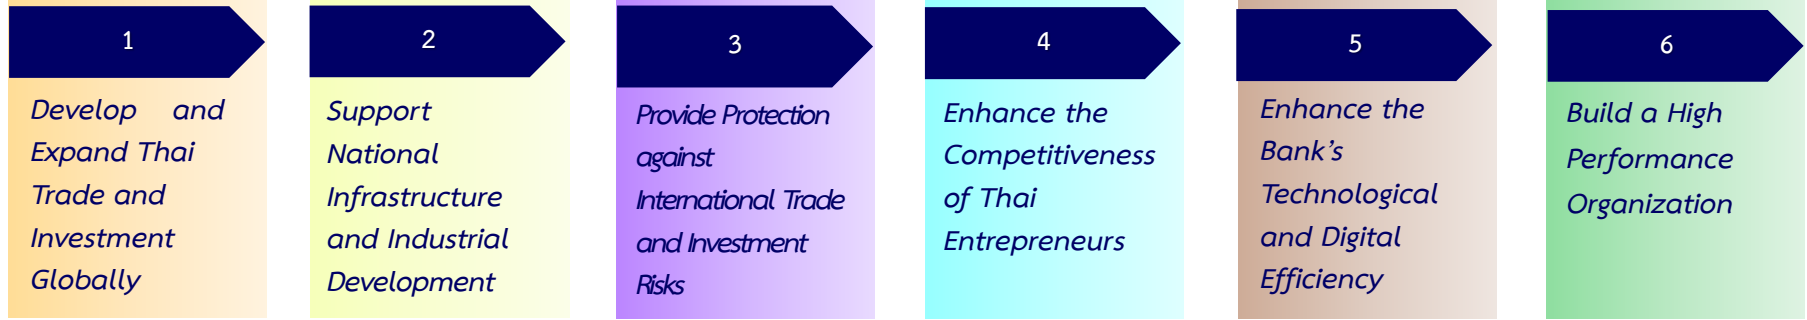 1
Develop and
Expand Thai
Trade and
Investment
Globally
2
Support
National
Infrastructure
and Industrial
Development
3
Provide Protection
against
International Trade
and Investment
Risks
4
Enhance the
Competitiveness
of Thai
Entrepreneurs
5
Enhance the
Bank’s
Technological
and Digital
Efficiency
6
Build a High
Performance
Organization